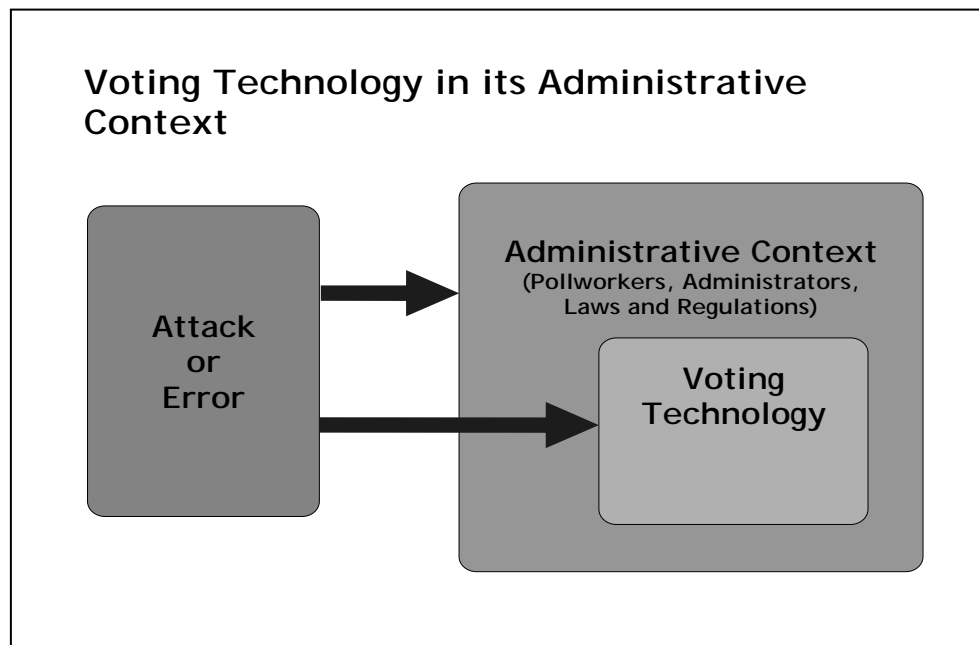 Voting Technology in its Administrative
Context
Attack
or
Error
Administrative Context
(Pollworkers, Administrators,
Laws and Regulations)
Voting
Technology